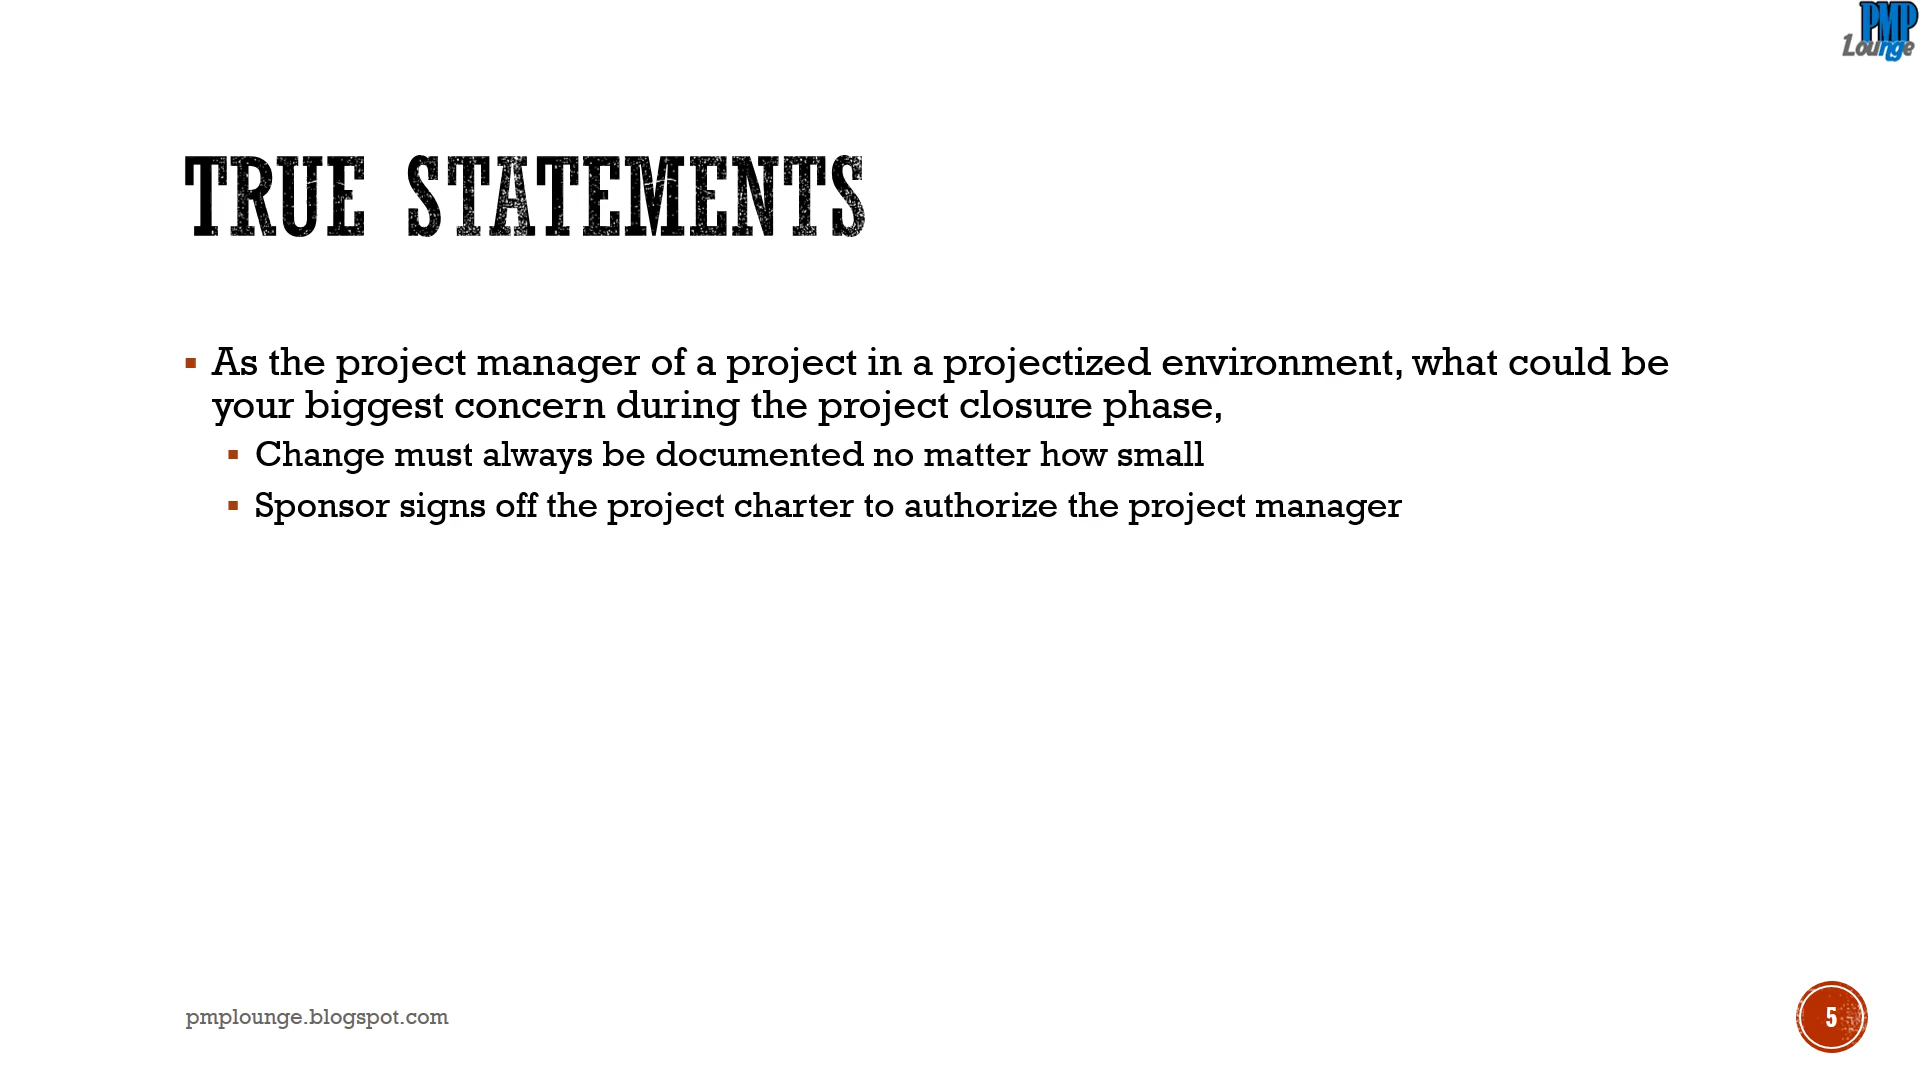 PMP
Lounge
TRUE STATEMENTS
As the project manager of a project in a projectized environment, what could be
your biggest concern during the project closure phase,
Change must always be documented no matter how small
Sponsor signs off the project charter to authorize the project manager
pmplounge.blogspot.com
5